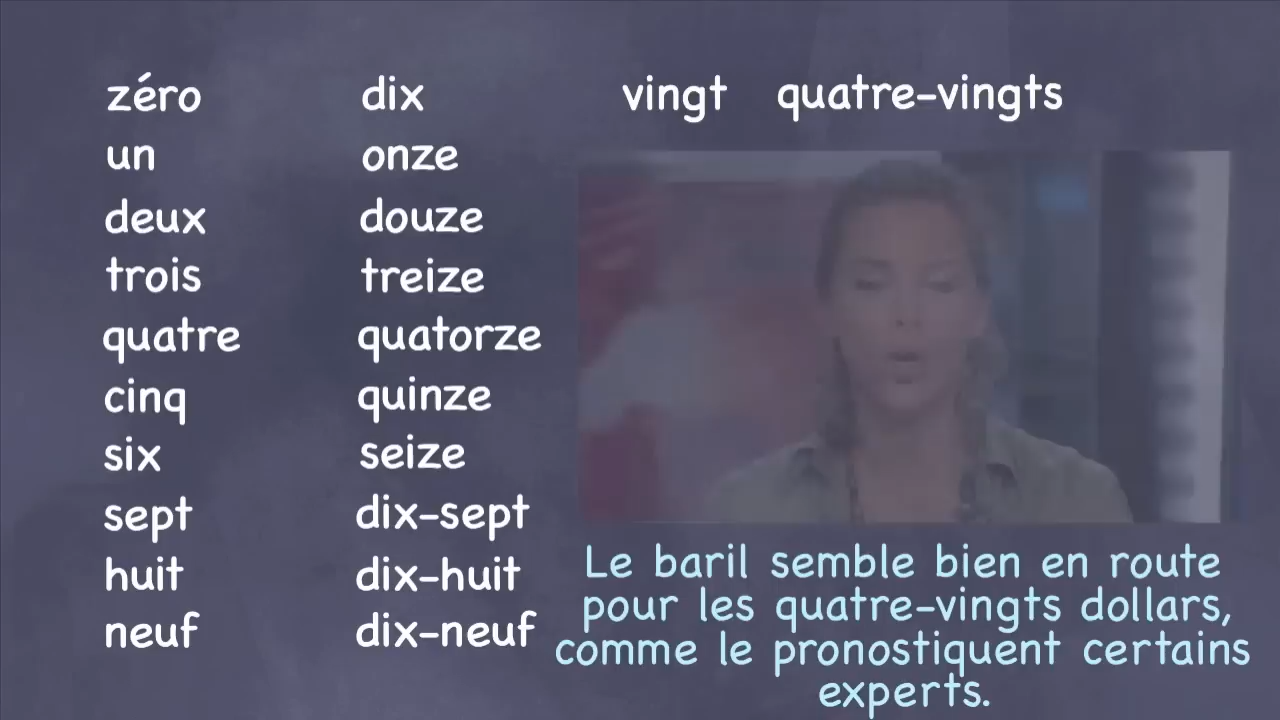 zéro
un
deux
trois
quatre
cinq
six
sept
huit
neuf
dix
onze
douze
treize
quatorze
quinze
seize
dix-sept
dix-huit
dix-neuf
vingt
quatre-vingts
Le baril semble bien en route
pour les quatre-vingts dollars,
comme le pronostiquent certains
experts.